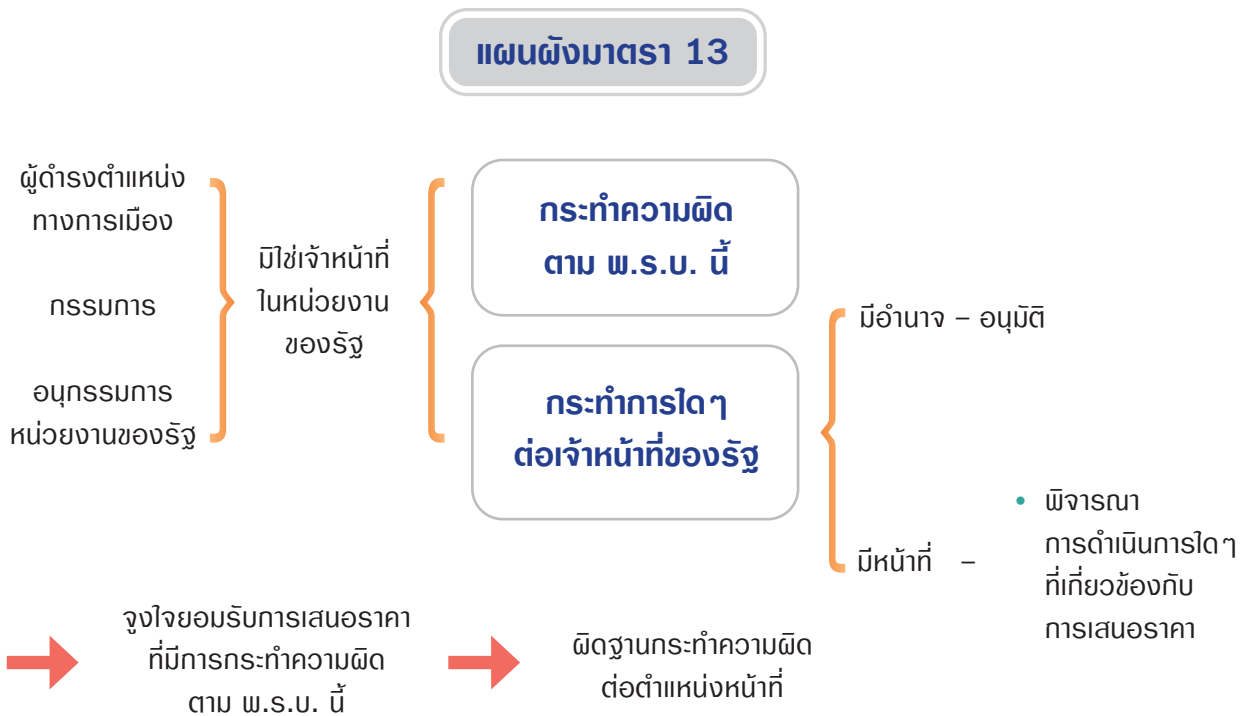 แผนผังมาตรา 13
ผู้ดำรงตำแหน่ง
ทางการเมือง
กรรมการ
อนุกรรมการ
หน่วยงานของรัฐ
มิใช่เจ้าหน้าที่
ในหน่วยงาน
ของรัฐ
กระทำความผิด
ตาม พ.ร.บ. นี้
กระทำการใดๆ
ต่อเจ้าหน้าที่ของรัฐ
มีอำนาจ – อนุมัติ
มีหน้าที่ –
• พิจารณา
การดำเนินการใดๆ
ที่เกี่ยวข้องกับ
การเสนอราคา
จูงใจยอมรับการเสนอราคา
ที่มีการกระทำความผิด
ตาม พ.ร.บ. นี้
ผิดฐานกระทำความผิด
ต่อตำแหน่งหน้าที่